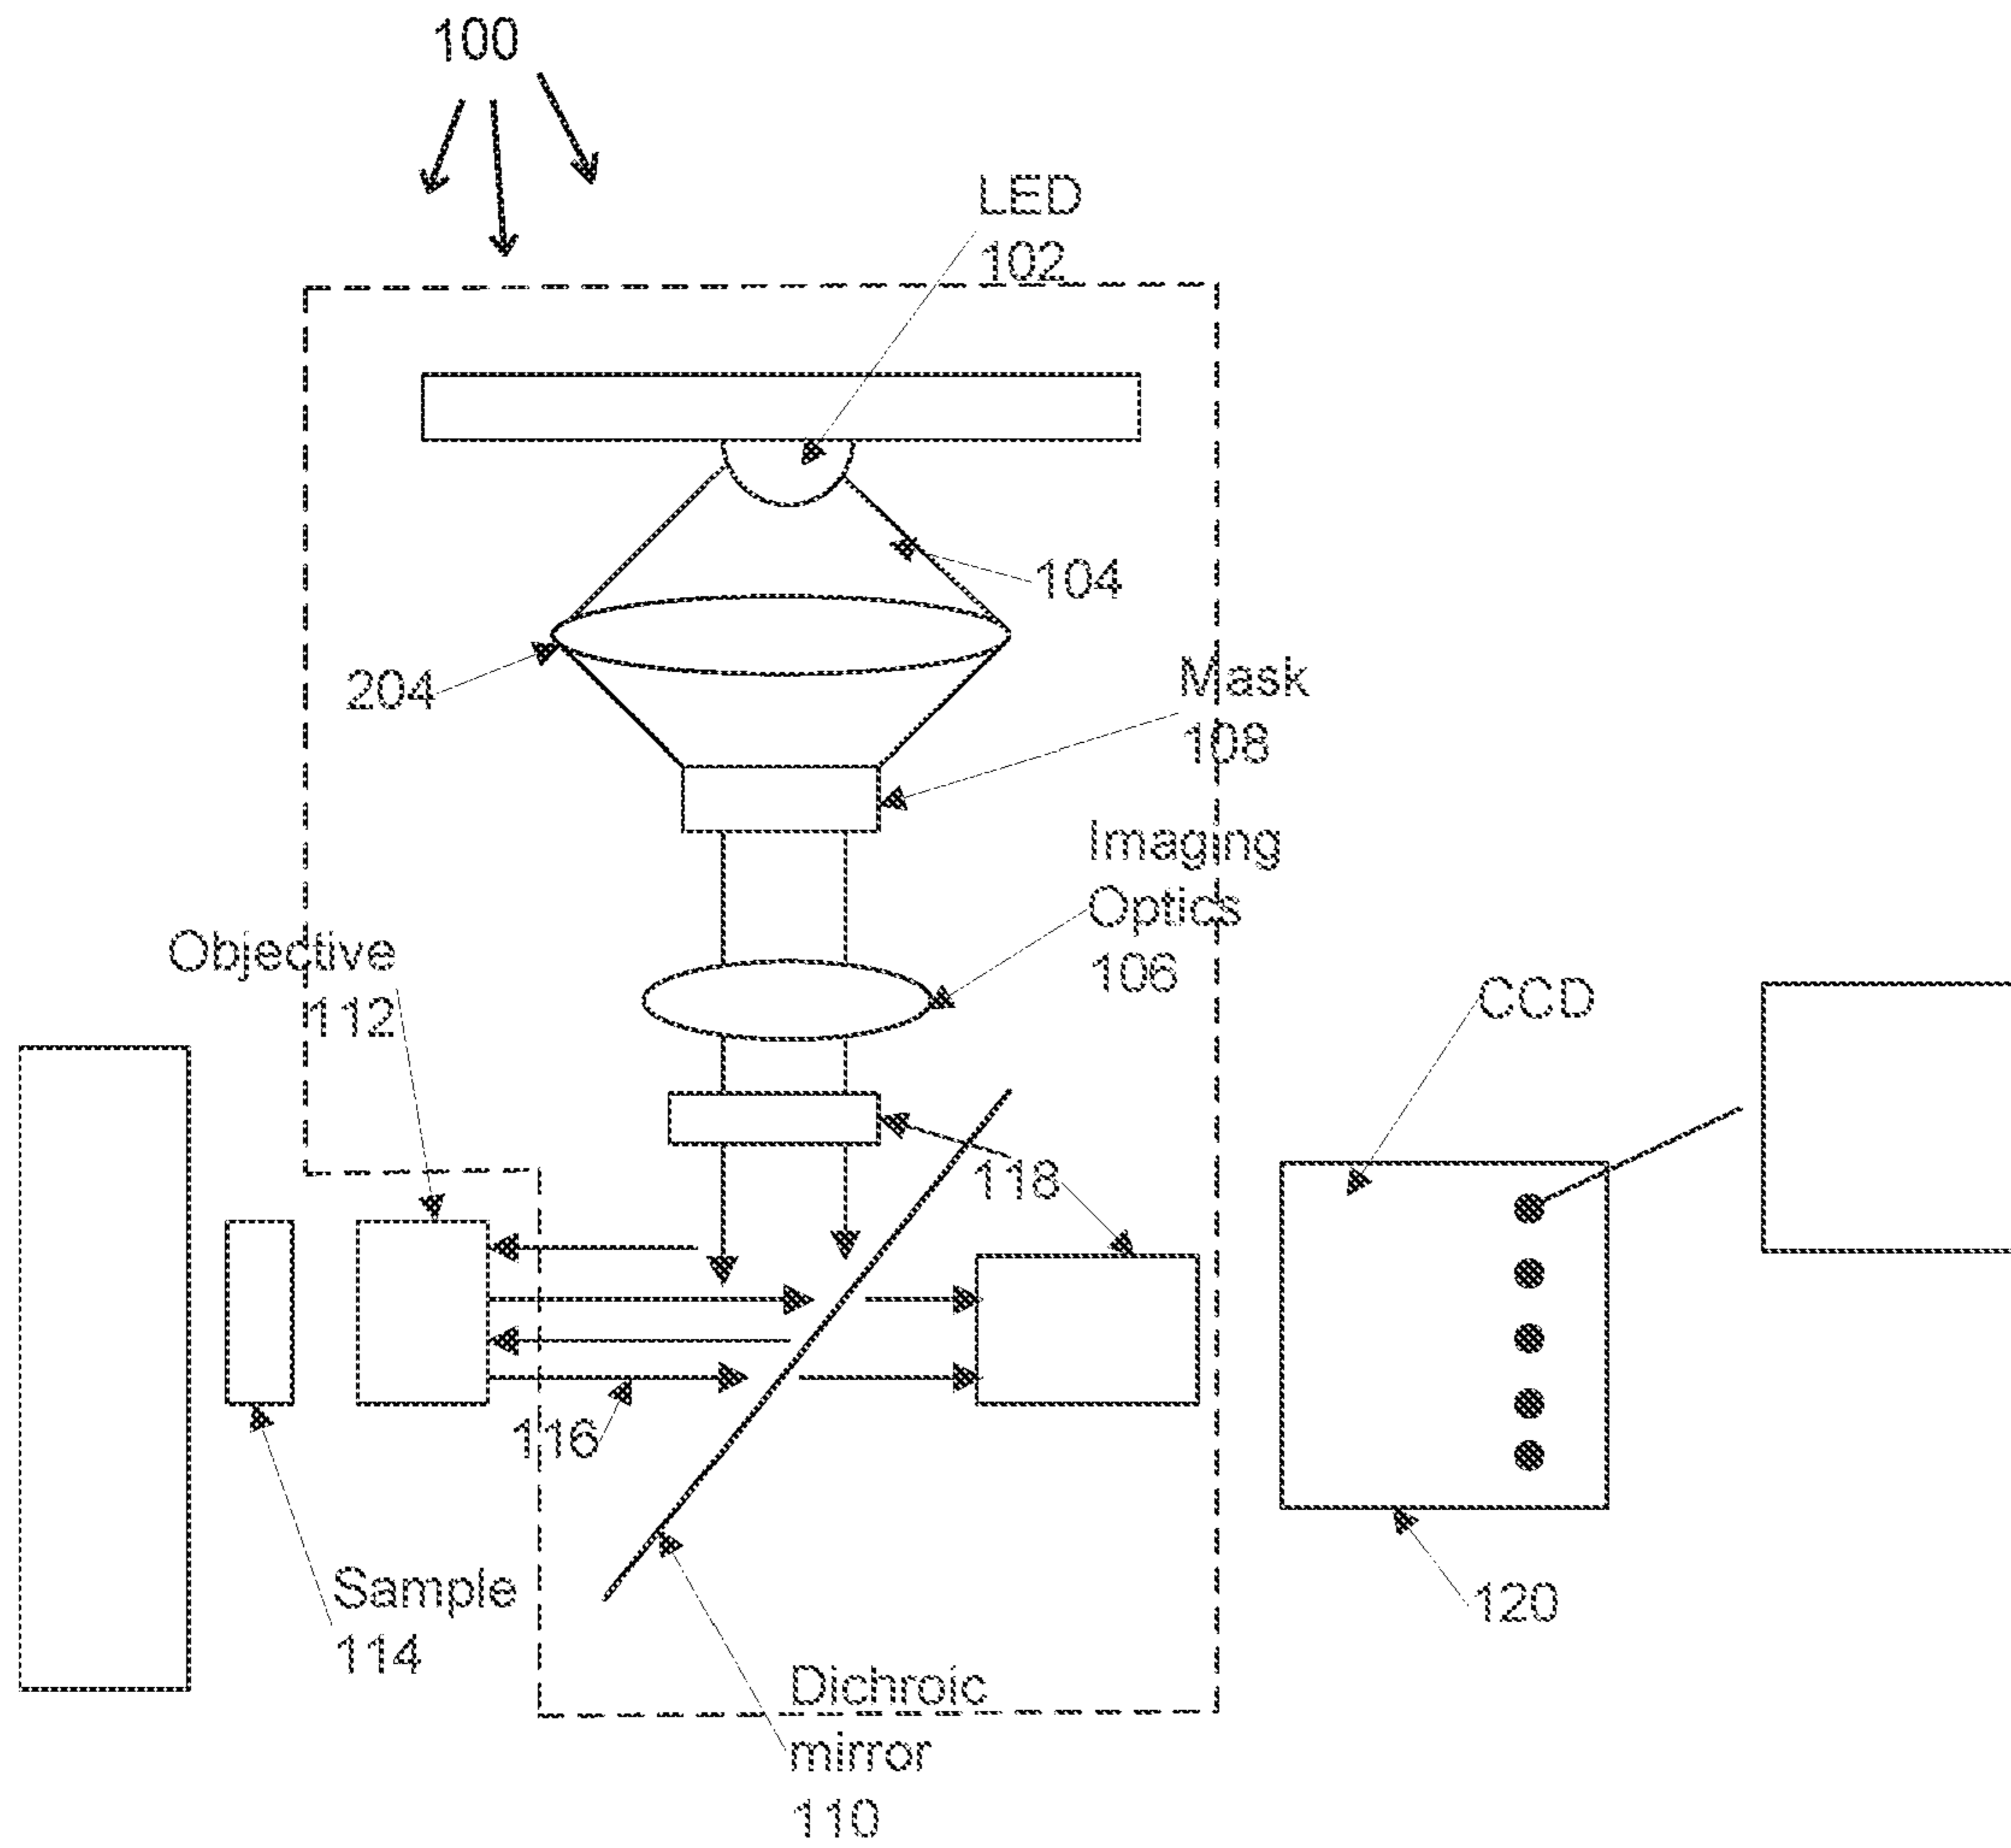 100
LED
102
104
204
Mask
108
Imaging
Optics
106
Objective
112
CCD
118
116
Sample
114
120
Dichroic
mirror
110